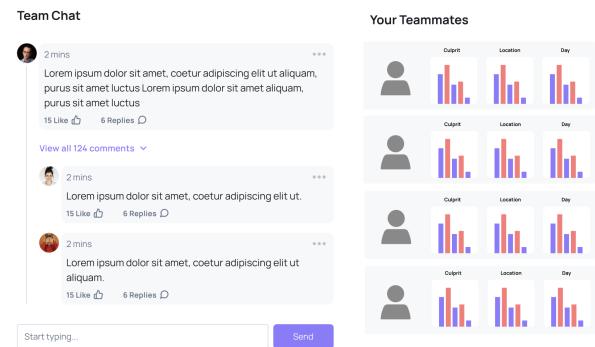 Team Chat
2 mins
Lorem ipsum dolor sit amet, coetur adipiscing elit ut aliquam,
purus sit amet luctus Lorem ipsum dolor sit amet, coetur
adipiscing elit ut aliquam,
purus sit amet luctus
15 Like
6 Replies
View all 124 comments
2 mins
Lorem ipsum dolor sit amet, coetur adipiscing elit ut.
15 Like
6 Replies
2 mins
Lorem ipsum dolor sit amet, coetur adipiscing elit ut
aliquam.
15 Like
6 Replies
Start typing...
Send
Your Teammates
Culprit Location Day
Culprit Location Day
Culprit Location Day
Culprit Location Day